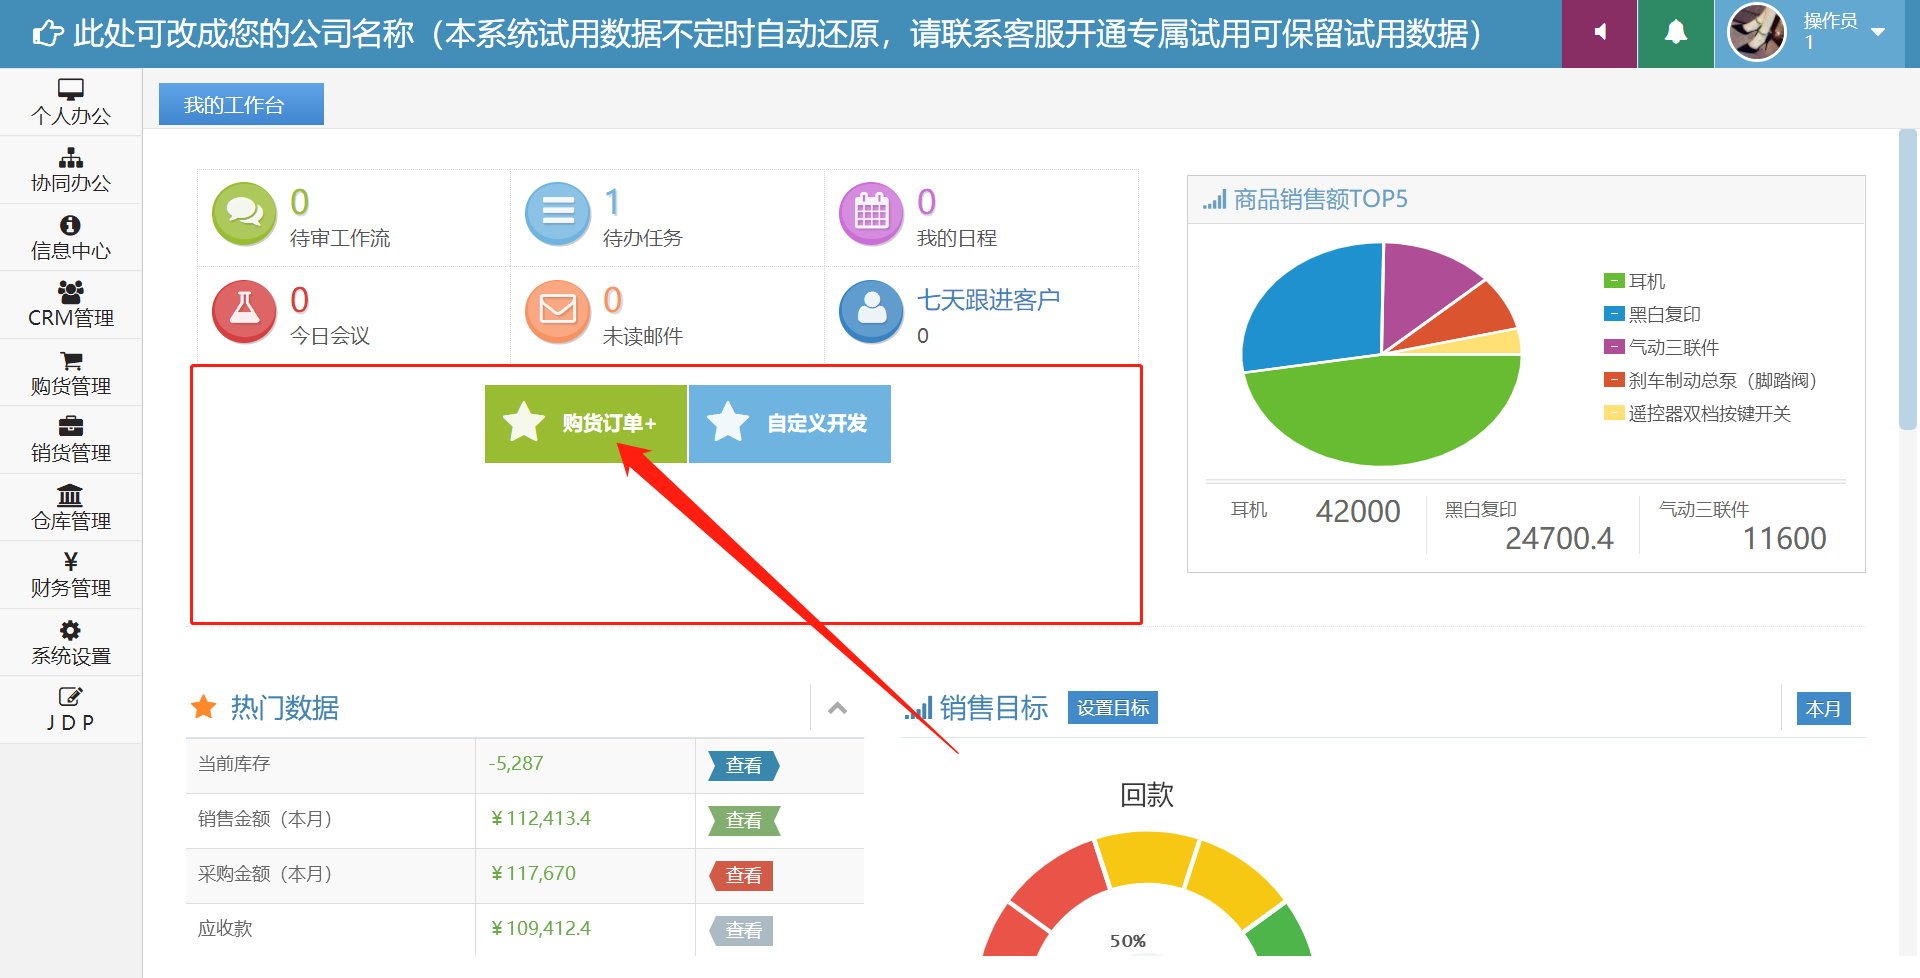 此处可改成您的公司名称（本系统试用数据不定时自动还原，请联系客服开通专属试用可保留试用数据）
操作员
1
个人办公
协同办公
信息中心
CRM管理
购货管理
销货管理
仓库管理
财务管理
系统设置
J D P
我的工作台
0
待审工作流
1
待办任务
0
我的日程
0
今日会议
0
未读邮件
七天跟进客户
0
购货订单+
自定义开发
商品销售额TOP5
耳机
黑白复印
气动三联件
刹车制动总泵（脚踏阀）
遥控器双档按键开关
耳机 42000
黑白复印
24700.4
气动三联件
11600
热门数据
当前库存 -5,287 查看
销售金额（本月） ¥112,413.4 查看
采购金额（本月） ¥117,670 查看
应收款 ¥109,412.4 查看
销售目标 设置目标 本月
回款
50%